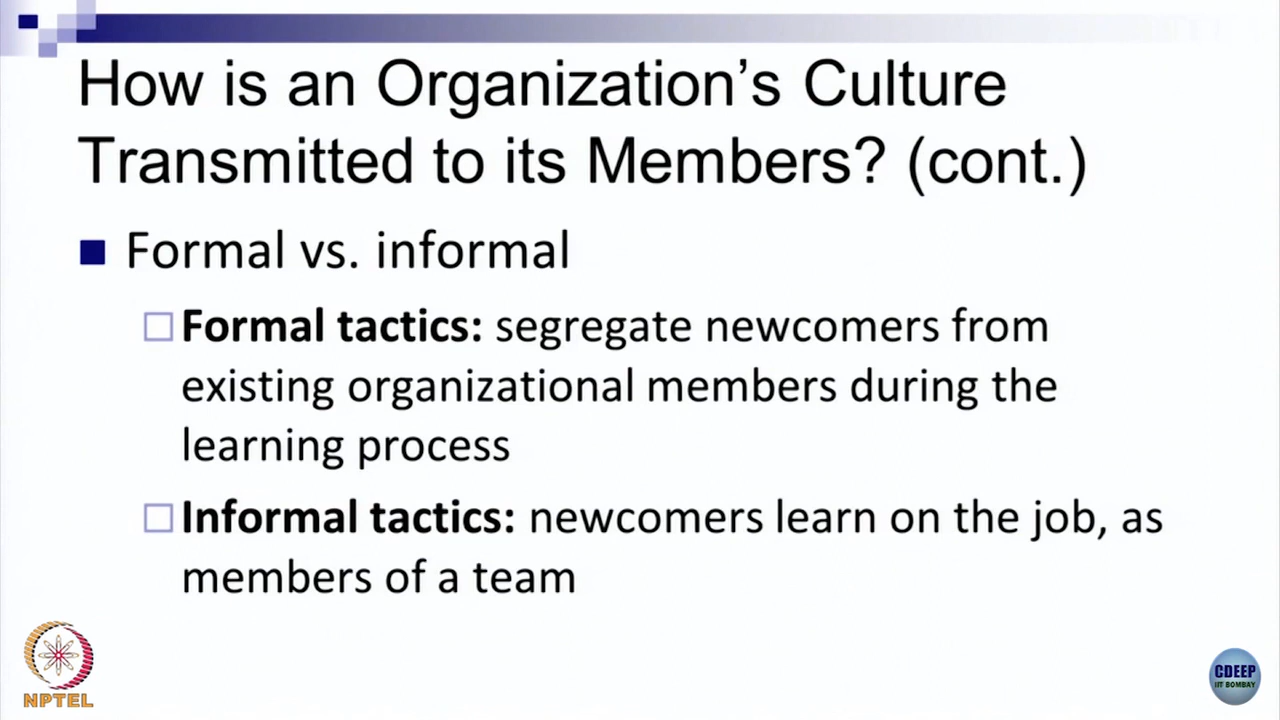 How is an Organization’s Culture
Transmitted to its Members? (cont.)
Formal vs. informal
Formal tactics: segregate newcomers from
existing organizational members during the
learning process
Informal tactics: newcomers learn on the job, as
members of a team
NPTEL
CDEEP
IIT BOMBAY